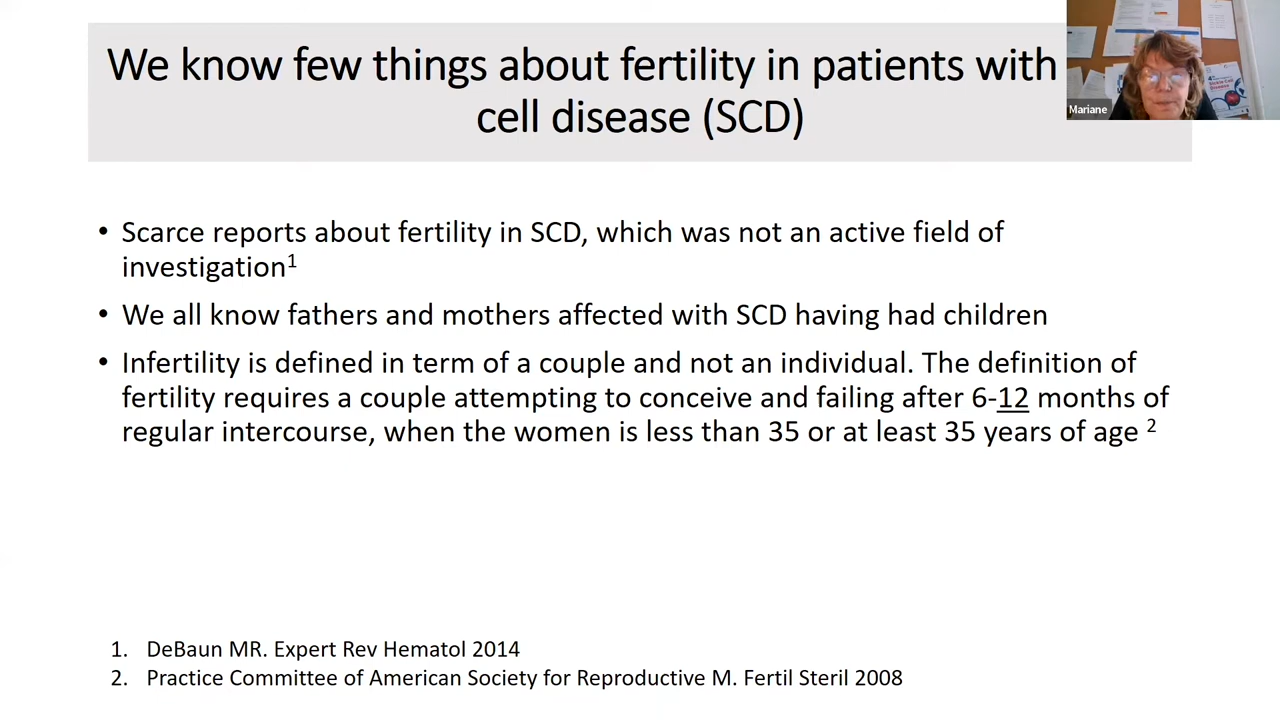 We know few things about fertility in patients with
cell disease (SCD)
Mariane
• Scarce reports about fertility in SCD, which was not an active field of
investigation1
• We all know fathers and mothers affected with SCD having had children
• Infertility is defined in term of a couple and not an individual. The definition of
fertility requires a couple attempting to conceive and failing after 6-12 months of
regular intercourse, when the women is less than 35 or at least 35 years of age 2
1. DeBaun MR. Expert Rev Hematol 2014
2. Practice Committee of American Society for Reproductive M. Fertil Steril 2008